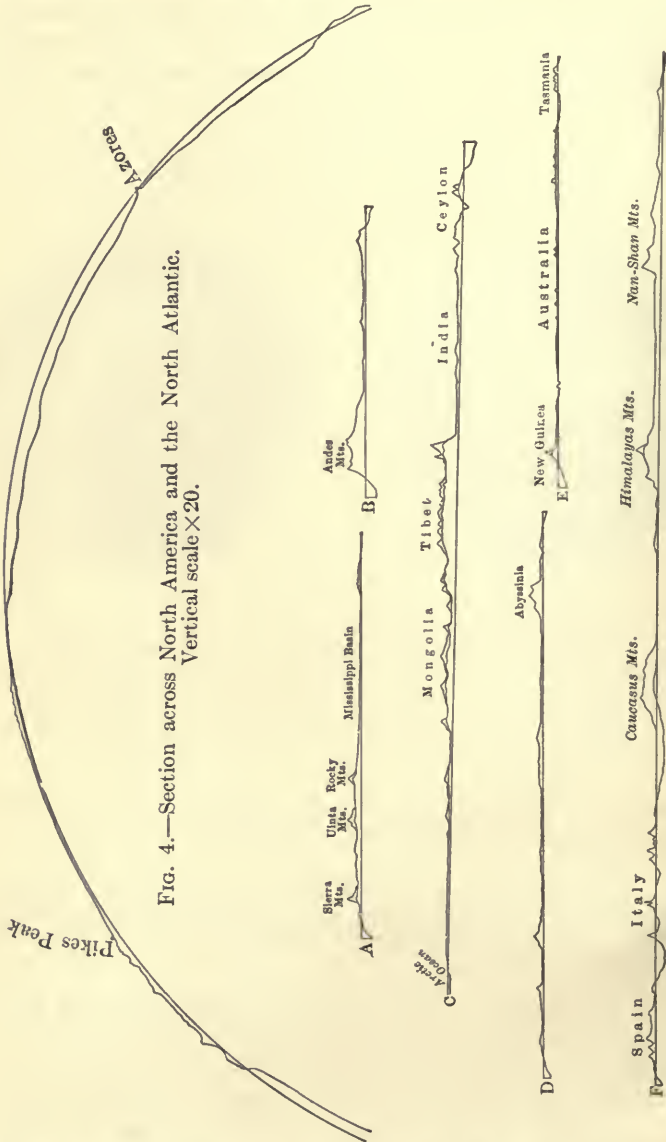 Pikes Peak
Azores
FIG. 4.—Section across North America and the North Atlantic.
Vertical scale×20.
A
Sierra
Mts.
Uinta
Mts.
Rocky
Mts.
Mississippi Basin
B
Andes
Mts.
C
Arctic
Ocean
Mongolia
Tibet
India
Ceylon
D
Abyssinia
E
New Guinea
Australia
Tasmania
F
Spain
Italy
Caucasus Mts.
Himalayas Mts.
Nan-Shan Mts.